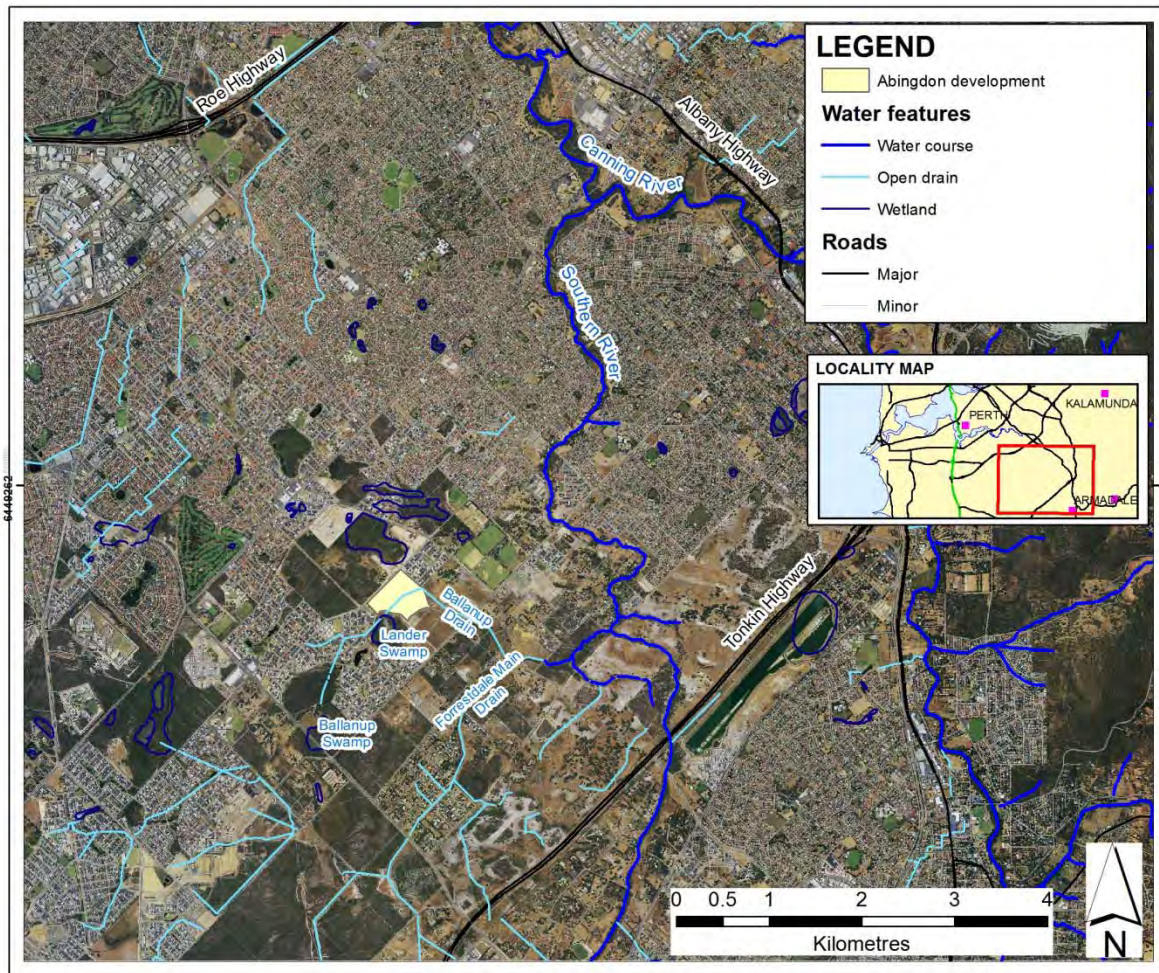 LEGEND
Abingdon development
Water features
Water course
Open drain
Wetland
Roads
Major
Minor
LOCALITY MAP
PERTH
KALAMUNDA
ARMADALE
Roe Highway
Albany Highway
Canning River
Southern River
Tonkin Highway
Ballanup
Drain
Lander
Swamp
Forrestdale Main
Drain
Ballanup
Swamp
6449262
0 0.5 1 2 3 4
Kilometres
N